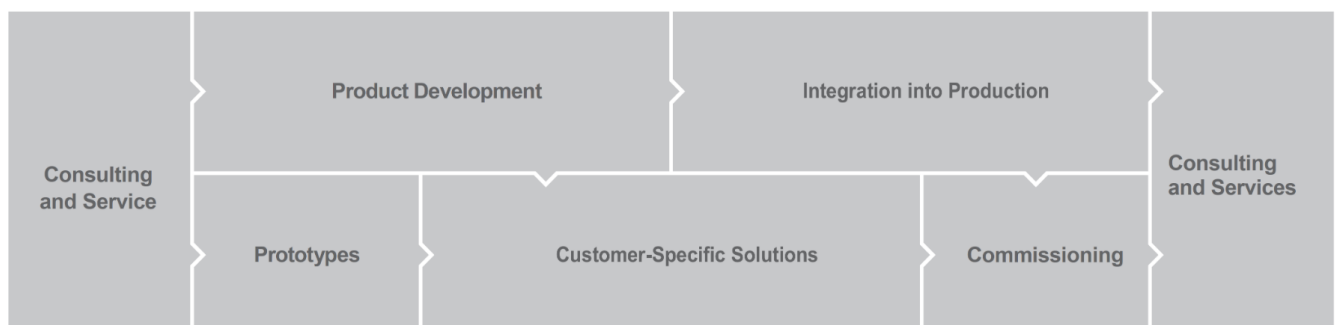 Consulting
and Service
Product Development
Integration into Production
Prototypes
Customer-Specific Solutions
Commissioning
Consulting
and Services